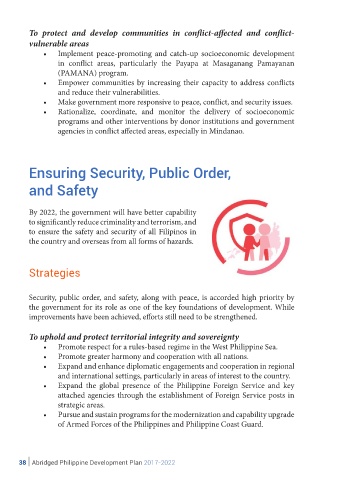 To protect and develop communities in conflict-affected and conflict-
vulnerable areas
• Implement peace-promoting and catch-up socioeconomic development
in conflict areas, particularly the Payapa at Masaganang Pamayanan
(PAMANA) program.
• Empower communities by increasing their capacity to address conflicts
and reduce their vulnerabilities.
• Make government more responsive to peace, conflict, and security issues.
• Rationalize, coordinate, and monitor the delivery of socioeconomic
programs and other interventions by donor institutions and government
agencies in conflict affected areas, especially in Mindanao.
Ensuring Security, Public Order,
and Safety
By 2022, the government will have better capability
to significantly reduce criminality and terrorism, and
to ensure the safety and security of all Filipinos in
the country and overseas from all forms of hazards.
Strategies
Security, public order, and safety, along with peace, is accorded high priority by
the government for its role as one of the key foundations of development. While
improvements have been achieved, efforts still need to be strengthened.
To uphold and protect territorial integrity and sovereignty
• Promote respect for a rules-based regime in the West Philippine Sea.
• Promote greater harmony and cooperation with all nations.
• Expand and enhance diplomatic engagements and cooperation in regional
and international settings, particularly in areas of interest to the country.
• Expand the global presence of the Philippine Foreign Service and key
attached agencies through the establishment of Foreign Service posts in
strategic areas.
• Pursue and sustain programs for the modernization and capability upgrade
of Armed Forces of the Philippines and Philippine Coast Guard.
38 | Abridged Philippine Development Plan 2017-2022